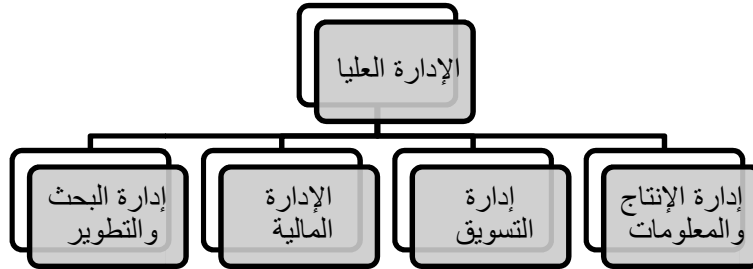 الإدارة العليا
إدارة الإنتاج
والمعلومات
إدارة
التسويق
الإدارة
المالية
إدارة البحث
والتطوير